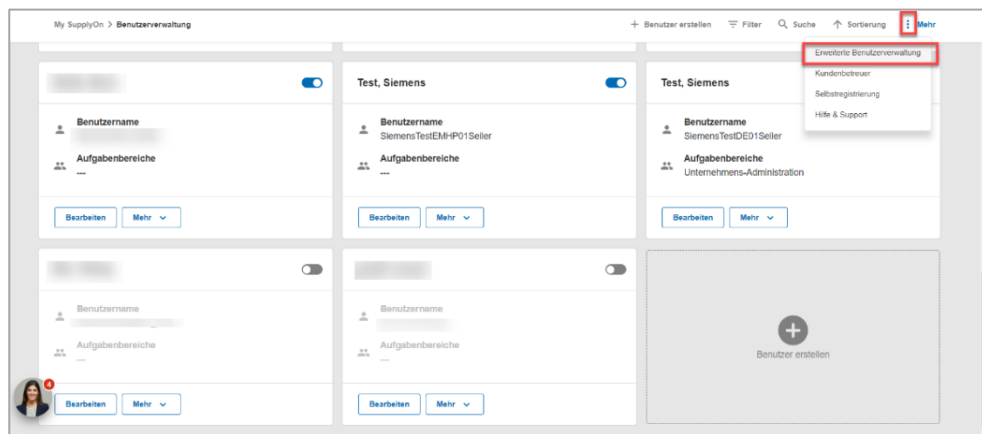 My SupplyOn > Benutzerverwaltung
+ Benutzer erstellen
Filter
Suche
Sortierung
Mehr
Erweiterte Benutzerverwaltung
Kundenbetreuer
Selbstregistrierung
Hilfe & Support
Benutzername
Aufgabenbereiche
---
Bearbeiten
Mehr
Test, Siemens
Benutzername
SiemensTestEMHP01Seller
Aufgabenbereiche
---
Bearbeiten
Mehr
Test, Siemens
Benutzername
SiemensTestDE01Seller
Aufgabenbereiche
Unternehmens-Administration
Bearbeiten
Mehr
Benutzername
Aufgabenbereiche
---
Bearbeiten
Mehr
Benutzername
Aufgabenbereiche
---
Bearbeiten
Mehr
Benutzer erstellen
4